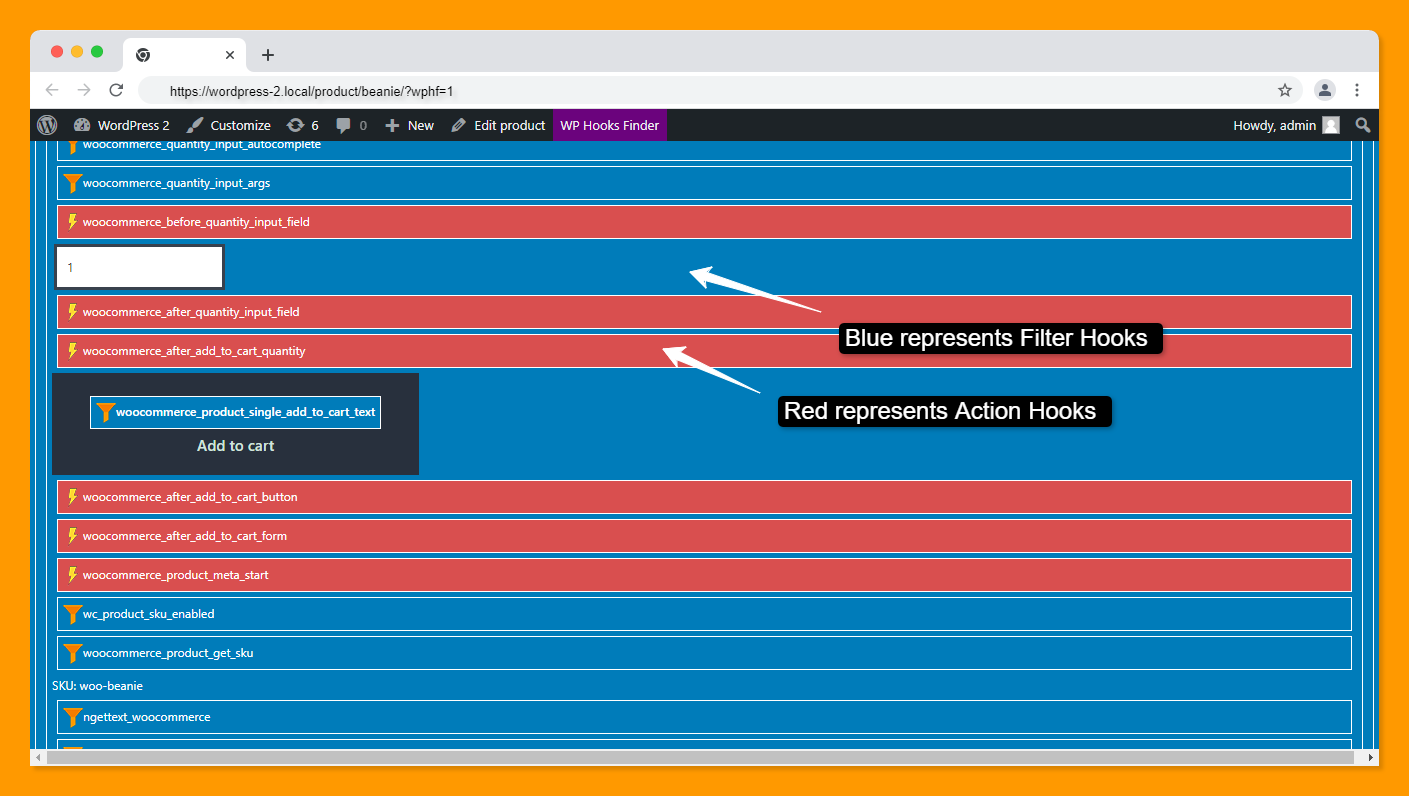 https://wordpress-2.local/product/beanie/?wphf=1
WordPress 2 Customize 6 0 New Edit product WP Hooks Finder Howdy, admin
woocommerce_quantity_input_autocomplete
woocommerce_quantity_input_args
woocommerce_before_quantity_input_field
1
woocommerce_after_quantity_input_field
Blue represents Filter Hooks
woocommerce_after_add_to_cart_quantity
Red represents Action Hooks
woocommerce_product_single_add_to_cart_text
Add to cart
woocommerce_after_add_to_cart_button
woocommerce_after_add_to_cart_form
woocommerce_product_meta_start
wc_product_sku_enabled
woocommerce_product_get_sku
SKU: woo-beanie
ngettext_woocommerce